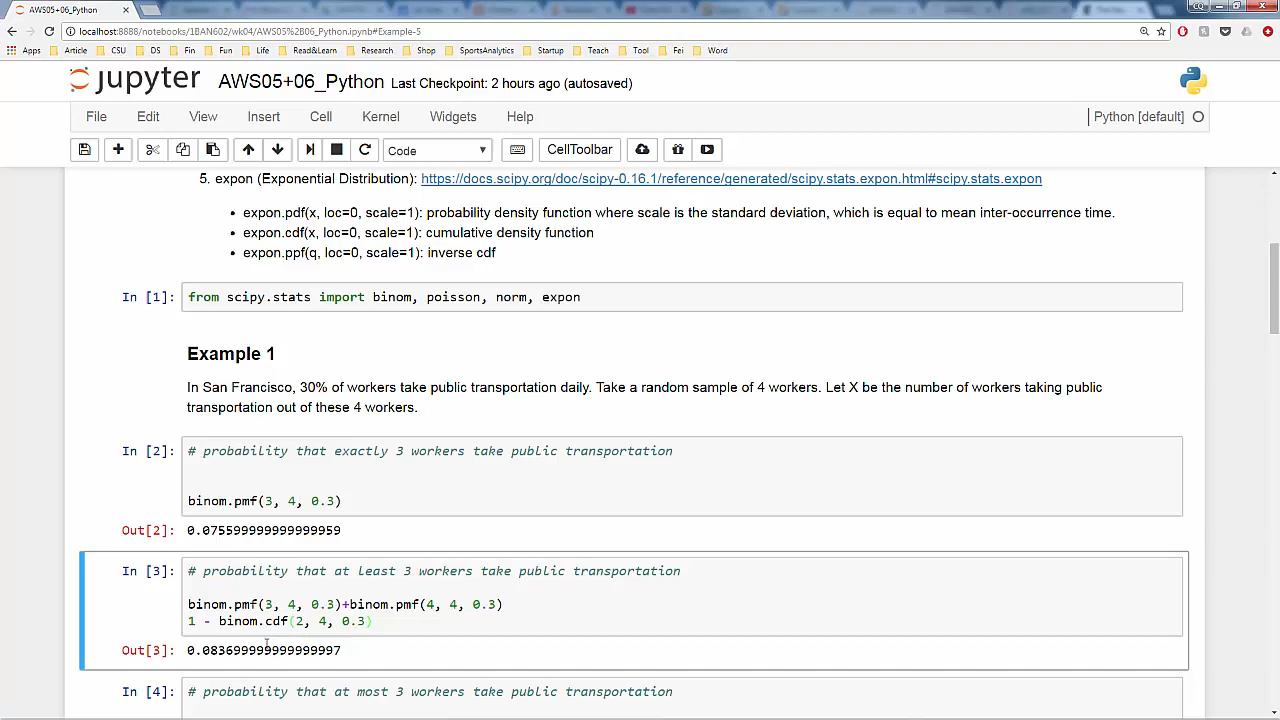 AWS05+06_Python
localhost:8888/notebooks/1BAN602/wk04/AWS05%2B06_Python.ipynb#Example-5
Apps Article CSU DS Fin Fun Life Read&Learn Research Shop SportsAnalytics Startup Teach Tool Fei Word
jupyter AWS05+06_Python Last Checkpoint: 2 hours ago (autosaved)
File Edit View Insert Cell Kernel Widgets Help Python [default]
Code CellToolbar
5. expon (Exponential Distribution): https://docs.scipy.org/doc/scipy-0.16.1/reference/generated/scipy.stats.expon.html#scipy.stats.expon
• expon.pdf(x, loc=0, scale=1): probability density function where scale is the standard deviation, which is equal to mean inter-occurrence time.
• expon.cdf(x, loc=0, scale=1): cumulative density function
• expon.ppf(q, loc=0, scale=1): inverse cdf
In [1]: from scipy.stats import binom, poisson, norm, expon
Example 1
In San Francisco, 30% of workers take public transportation daily. Take a random sample of 4 workers. Let X be the number of workers taking public
transportation out of these 4 workers.
In [2]: # probability that exactly 3 workers take public transportation
binom.pmf(3, 4, 0.3)
Out[2]: 0.075599999999999959
In [3]: # probability that at least 3 workers take public transportation
binom.pmf(3, 4, 0.3)+binom.pmf(4, 4, 0.3)
1 - binom.cdf(2, 4, 0.3)
Out[3]: 0.083699999999999997
In [4]: # probability that at most 3 workers take public transportation